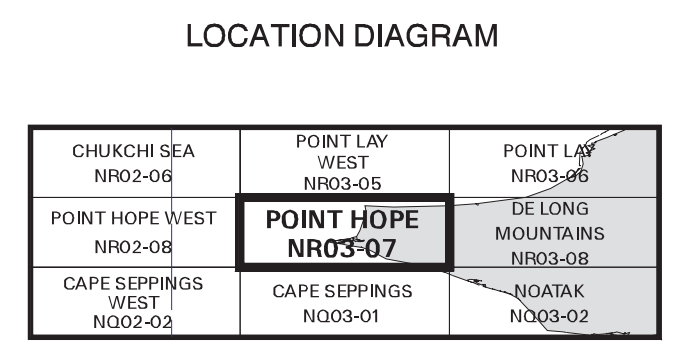 LOCATION DIAGRAM
CHUKCHI SEA
NR02-06
POINT LAY
WEST
NR03-05
POINT LAY
NR03-06
POINT HOPE WEST
NR02-08
POINT HOPE
NR03-07
DE LONG
MOUNTAINS
NR03-08
CAPE SEPPINGS
WEST
NQ02-02
CAPE SEPPINGS
NQ03-01
NOATAK
NQ03-02